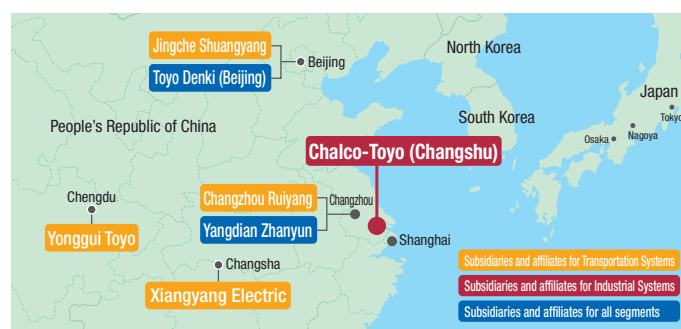 Jingche Shuangyang
Toyo Denki (Beijing)
Beijing
North Korea
South Korea
Japan
Tokyo
Nagoya
Osaka
People's Republic of China
Chalco-Toyo (Changshu)
Chengdu
Yonggui Toyo
Changzhou Ruiyang
Yangdian Zhanyun
Changzhou
Shanghai
Changsha
Xiangyang Electric
Subsidiaries and affiliates for Transportation Systems
Subsidiaries and affiliates for Industrial Systems
Subsidiaries and affiliates for all segments